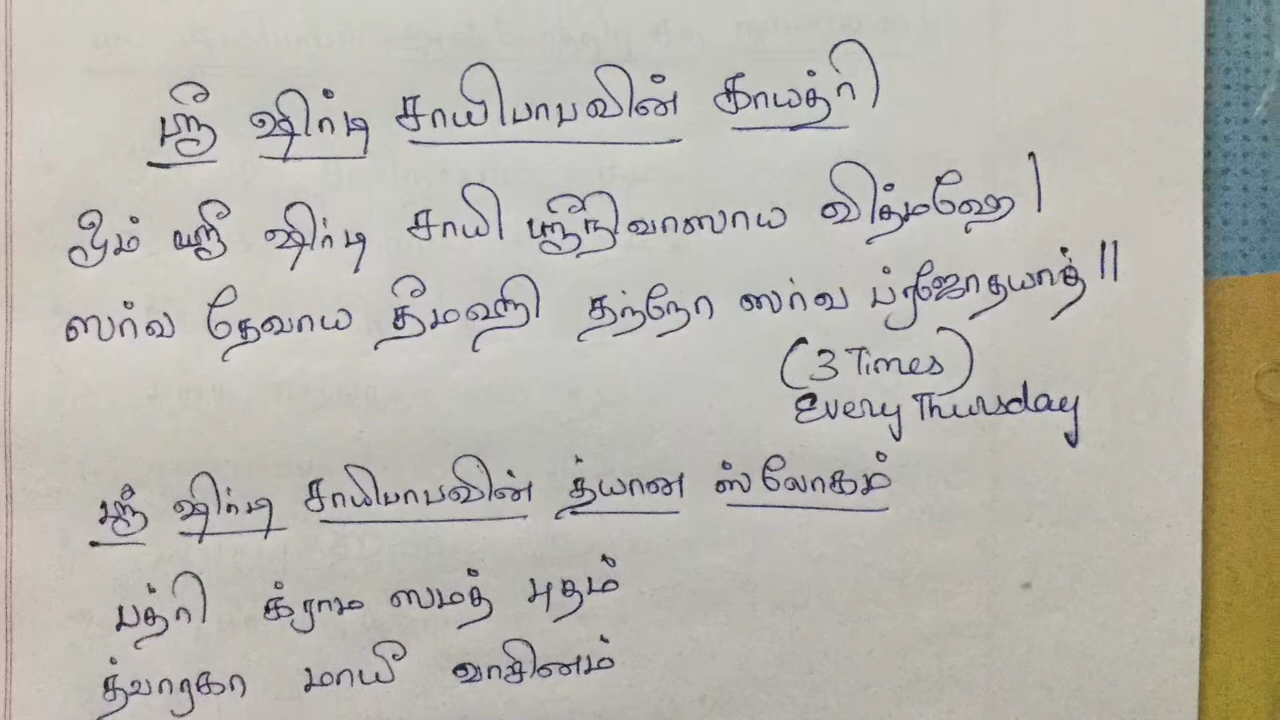 ஸ்ரீ ஷிர்டி சாயிபாபவின் காயத்ரி
ஓம் ஸ்ரீ ஷிர்டி சாயி ஸ்ரீநிவாஸாய வித்மஹே |
ஸர்வ தேவாய தீமஹி தந்நோ ஸர்வ ப்ரஜோதயாத் ||
(3 Times)
Every Thursday
ஸ்ரீ ஷிர்டி சாயிபாபவின் த்யான ஸ்லோகம்
பத்ரி க்ராம ஸமத் புதம்
த்வாரகா மாயீ வாசினம்